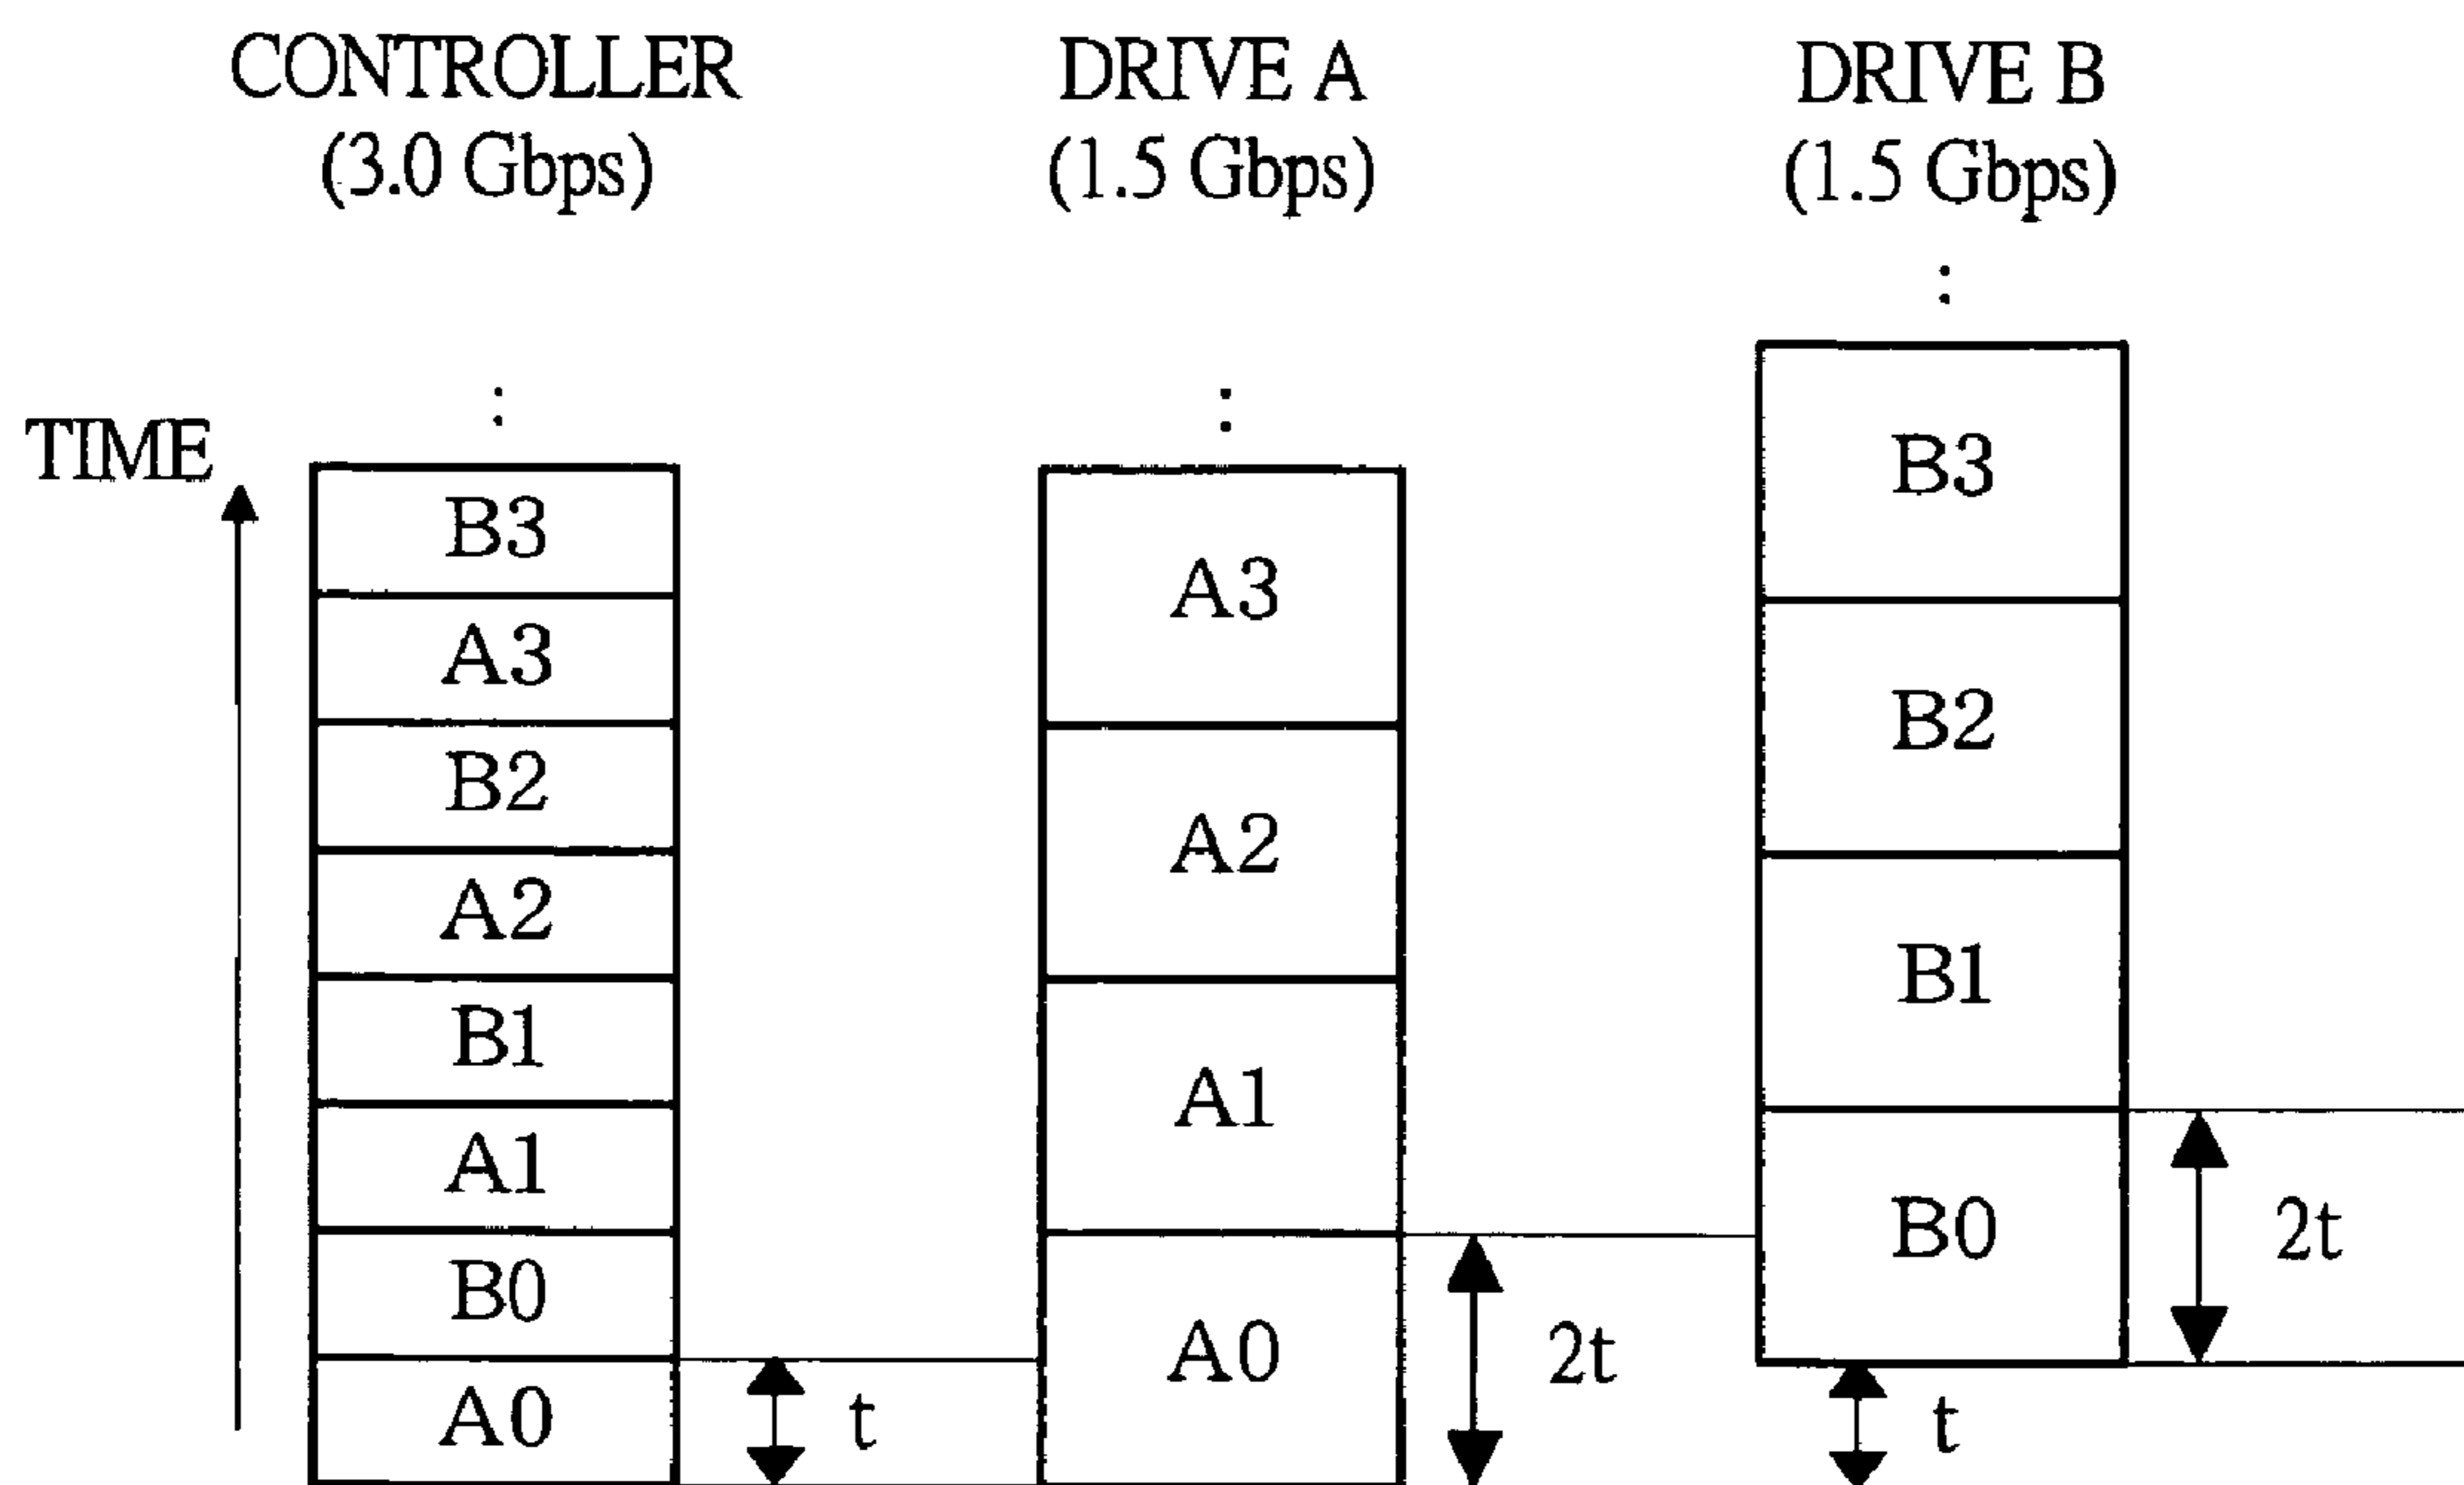 CONTROLLER
(3.0 Gbps)
DRIVE A
(1.5 Gbps)
DRIVE B
(1.5 Gbps)
:
:
:
TIME
B3
A3
B2
A2
B1
A1
B0
A0
t
A3
A2
A1
A0
2t
B3
B2
B1
B0
2t
t